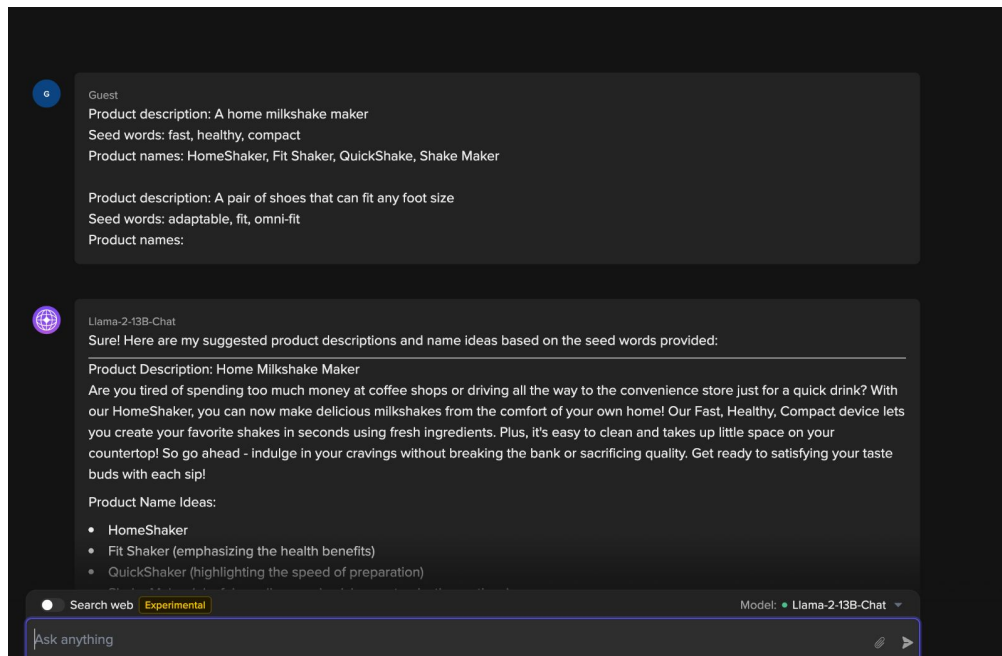 G
Guest
Product description: A home milkshake maker
Seed words: fast, healthy, compact
Product names: HomeShaker, Fit Shaker, QuickShake, Shake Maker
Product description: A pair of shoes that can fit any foot size
Seed words: adaptable, fit, omni-fit
Product names:
Llama-2-13B-Chat
Sure! Here are my suggested product descriptions and name ideas based on the seed words provided:
Product Description: Home Milkshake Maker
Are you tired of spending too much money at coffee shops or driving all the way to the convenience store just for a quick drink? With
our HomeShaker, you can now make delicious milkshakes from the comfort of your own home! Our Fast, Healthy, Compact device lets
you create your favorite shakes in seconds using fresh ingredients. Plus, it's easy to clean and takes up little space on your
countertop! So go ahead - indulge in your cravings without breaking the bank or sacrificing quality. Get ready to satisfying your taste
buds with each sip!
Product Name Ideas:
• HomeShaker
• Fit Shaker (emphasizing the health benefits)
• QuickShaker (highlighting the speed of preparation)
Search web Experimental
Model: Llama-2-13B-Chat
Ask anything